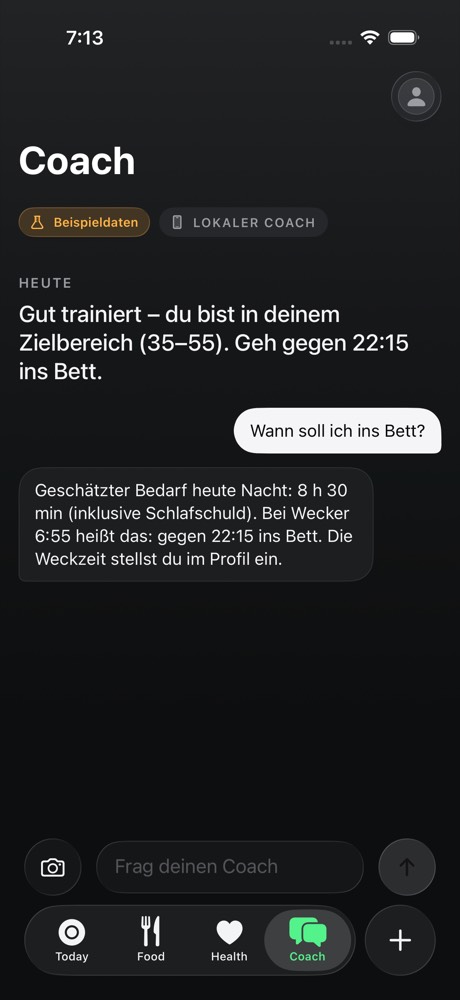 7:13
Coach
Beispieldaten
LOKALER COACH
HEUTE
Gut trainiert – du bist in deinem
Zielbereich (35–55). Geh gegen 22:15
ins Bett.
Wann soll ich ins Bett?
Geschätzter Bedarf heute Nacht: 8 h 30
min (inklusive Schlafschuld). Bei Wecker
6:55 heißt das: gegen 22:15 ins Bett. Die
Weckzeit stellst du im Profil ein.
Frag deinen Coach
Today
Food
Health
Coach